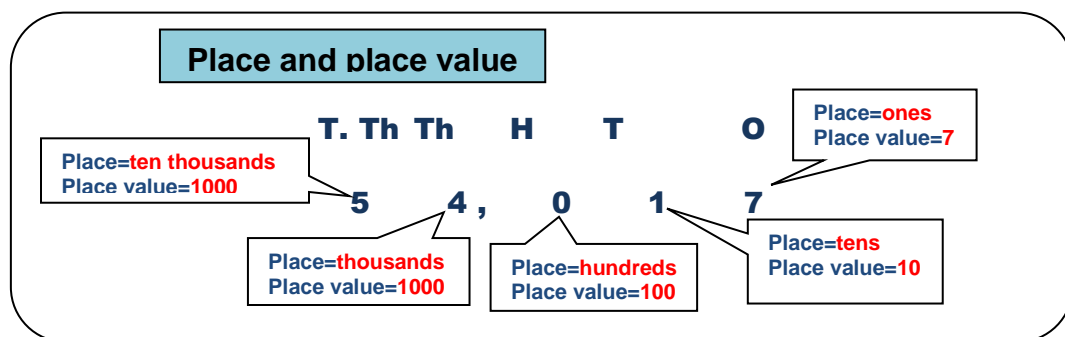 Place and place value
T. Th Th H T O
Place=ones
Place value=7
Place=ten thousands
Place value=1000
5 4 , 0 1 7
Place=thousands
Place value=1000
Place=hundreds
Place value=100
Place=tens
Place value=10